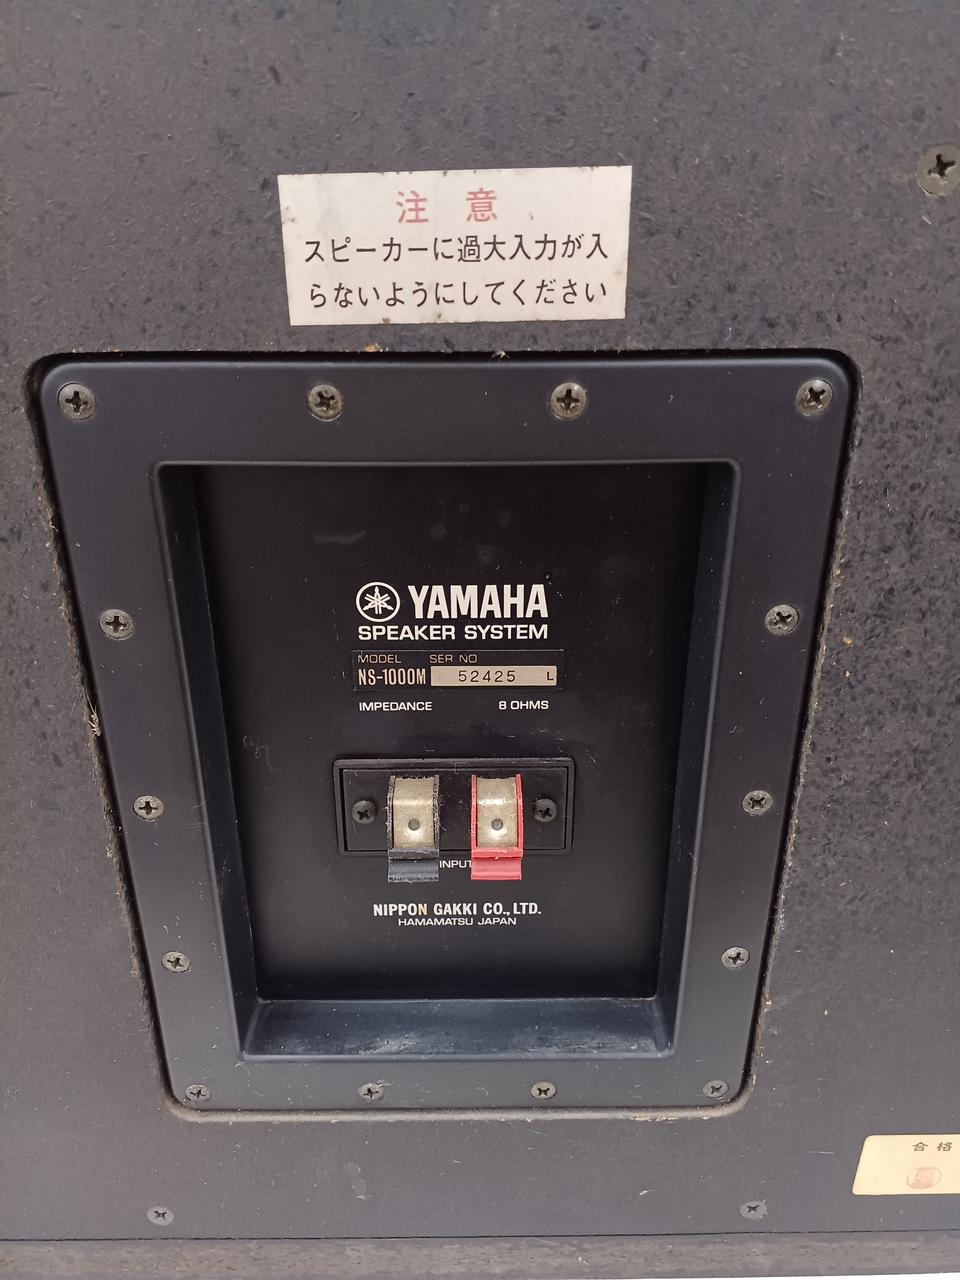 注意
スピーカーに過大入力が入
らないようにしてください
YAMAHA
SPEAKER SYSTEM
MODEL SER NO
NS-1000M 52425 L
IMPEDANCE 8 OHMS
INPUT
NIPPON GAKKI CO., LTD.
HAMAMATSU JAPAN
合格